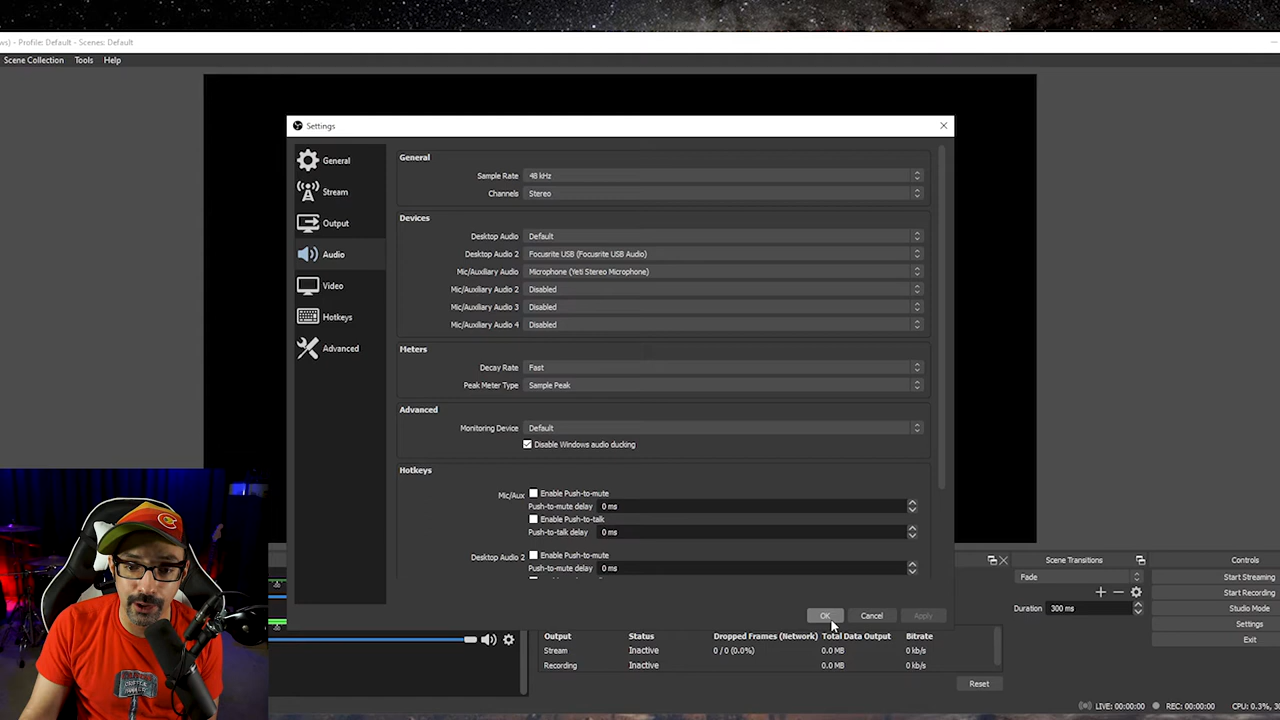 ws) - Profile: Default - Scenes: Default
Scene Collection Tools Help
Settings
General
Stream
Output
Audio
Video
Hotkeys
Advanced
General
Sample Rate 48 kHz
Channels Stereo
Devices
Desktop Audio Default
Desktop Audio 2 Focusrite USB (Focusrite USB Audio)
Mic/Auxiliary Audio Microphone (Yeti Stereo Microphone)
Mic/Auxiliary Audio 2 Disabled
Mic/Auxiliary Audio 3 Disabled
Mic/Auxiliary Audio 4 Disabled
Meters
Decay Rate Fast
Peak Meter Type Sample Peak
Advanced
Monitoring Device Default
Disable Windows audio ducking
Hotkeys
Mic/Aux Enable Push-to-mute
Push-to-mute delay 0 ms
Enable Push-to-talk
Push-to-talk delay 0 ms
Desktop Audio 2 Enable Push-to-mute
Push-to-mute delay 0 ms
OK Cancel Apply
Scene Transitions
Fade
Duration 300 ms
Controls
Start Streaming
Start Recording
Studio Mode
Settings
Exit
Output Status Dropped Frames (Network) Total Data Output Bitrate
Stream Inactive 0 / 0 (0.0%) 0.0 MB 0 kb/s
Recording Inactive 0.0 MB 0 kb/s
Reset
LIVE: 00:00:00 REC: 00:00:00 CPU: 0.3%, 3